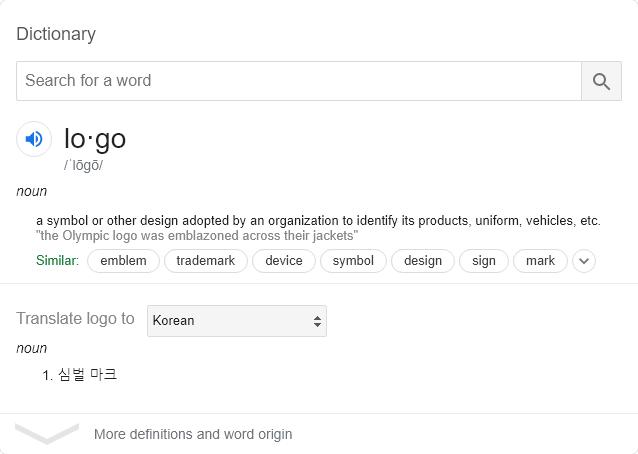 Dictionary
Search for a word
lo·go
/ˈlōɡō/
noun
a symbol or other design adopted by an organization to identify its products, uniform, vehicles, etc.
"the Olympic logo was emblazoned across their jackets"
Similar: emblem trademark device symbol design sign mark
Translate logo to Korean
noun
1. 심벌 마크
More definitions and word origin